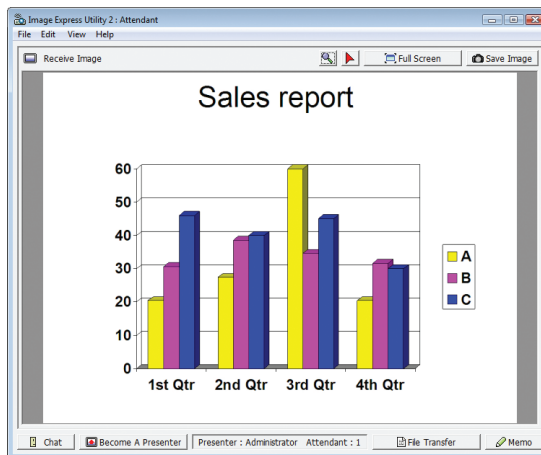 Image Express Utility 2 : Attendant
File Edit View Help
Receive Image Full Screen Save Image
Sales report
60
50
40
30
20
10
0
A
B
C
1st Qtr 2nd Qtr 3rd Qtr 4th Qtr
Chat Become A Presenter Presenter : Administrator Attendant : 1 File Transfer Memo